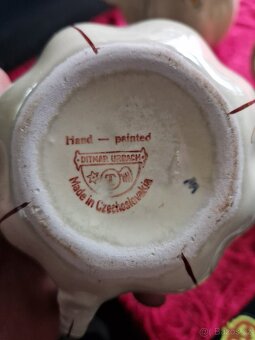 Hand — painted
DITMAR URBACH
Made in Czechoslovakia